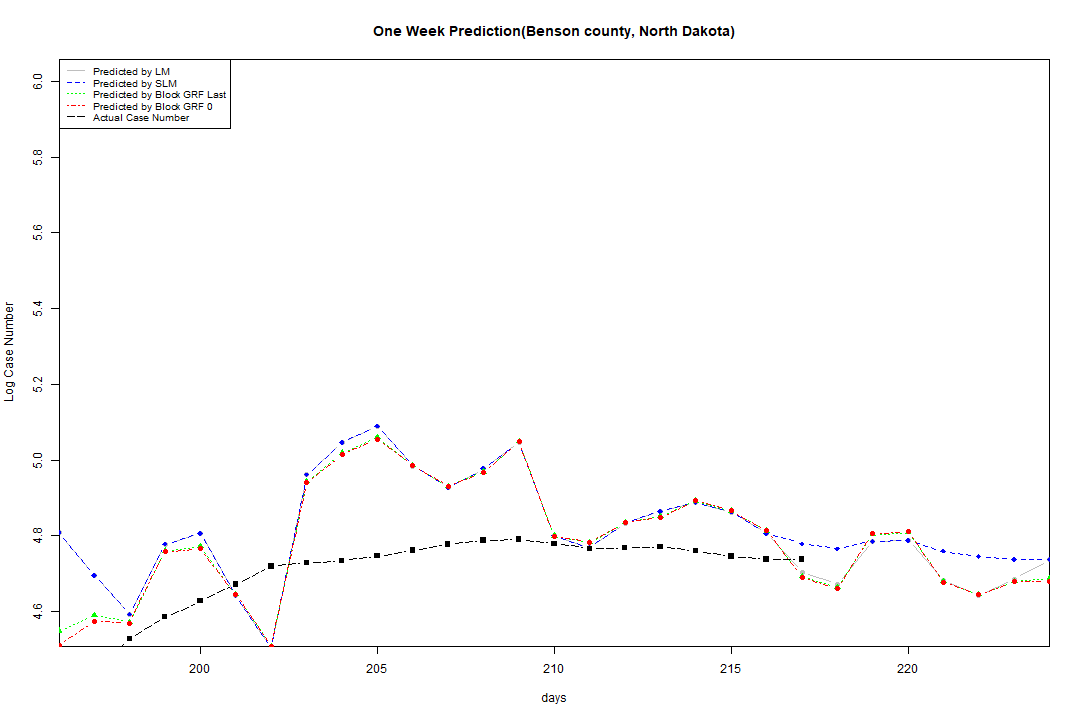 One Week Prediction(Benson county, North Dakota)
Predicted by LM
Predicted by SLM
Predicted by Block GRF Last
Predicted by Block GRF 0
Actual Case Number
6.0
5.8
5.6
5.4
5.2
5.0
4.8
4.6
Log Case Number
200 205 210 215 220
days